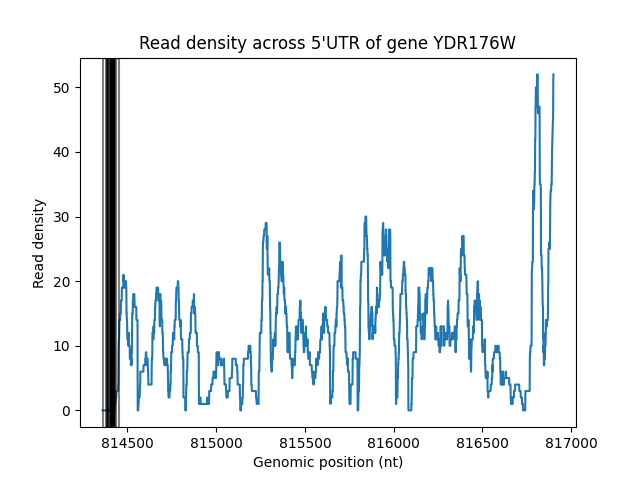 Read density across 5'UTR of gene YDR176W
50
40
30
20
10
0
Read density
814500 815000 815500 816000 816500 817000
Genomic position (nt)